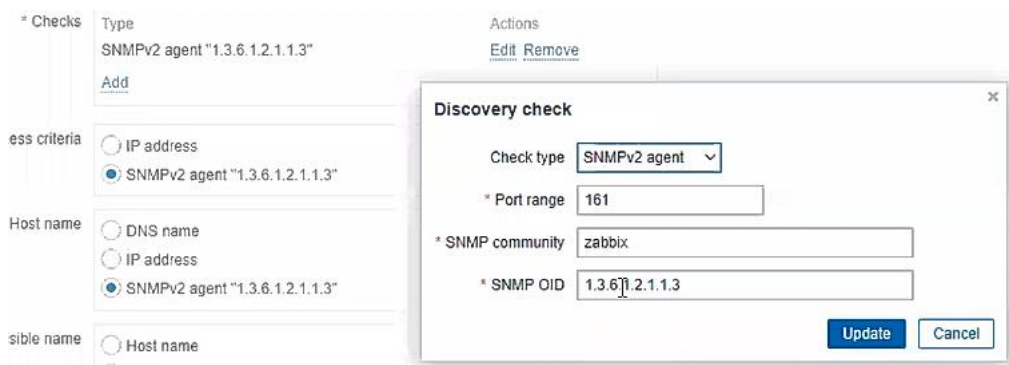 * Checks
Type Actions
SNMPv2 agent "1.3.6.1.2.1.1.3" Edit Remove
Add
ess criteria
IP address
SNMPv2 agent "1.3.6.1.2.1.1.3"
Host name
DNS name
IP address
SNMPv2 agent "1.3.6.1.2.1.1.3"
sible name
Host name
Discovery check
Check type SNMPv2 agent
* Port range 161
* SNMP community zabbix
* SNMP OID 1.3.6.1.2.1.1.3
Update Cancel